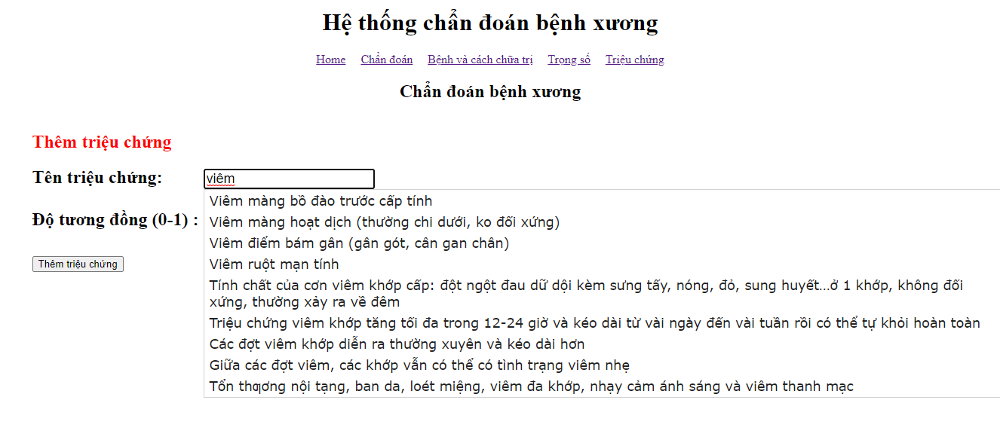 Hệ thống chẩn đoán bệnh xương
Home Chẩn đoán Bệnh và cách chữa trị Trọng số Triệu chứng
Chẩn đoán bệnh xương
Thêm triệu chứng
Tên triệu chứng: viêm
Viêm màng bồ đào trước cấp tính
Viêm màng hoạt dịch (thường chi dưới, ko đối xứng)
Độ tương đồng (0-1) :
Viêm điểm bám gân (gân gót, cân gan chân)
Viêm ruột mạn tính
Thêm triệu chứng
Tính chất của cơn viêm khớp cấp: đột ngột đau dữ dội kèm sưng tấy, nóng, đỏ, sung huyết…ở 1 khớp, không đối
xứng, thường xảy ra về đêm
Triệu chứng viêm khớp tăng tối đa trong 12-24 giờ và kéo dài từ vài ngày đến vài tuần rồi có thể tự khỏi hoàn toàn
Các đợt viêm khớp diễn ra thường xuyên và kéo dài hơn
Giữa các đợt viêm, các khớp vẫn có thể có tình trạng viêm nhẹ
Tổn thƣơng nội tạng, ban da, loét miệng, viêm đa khớp, nhạy cảm ánh sáng và viêm thanh mạc